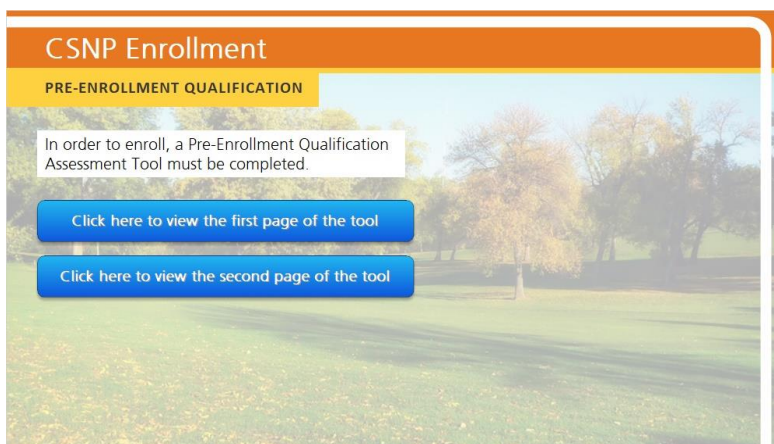 CSNP Enrollment
PRE-ENROLLMENT QUALIFICATION
In order to enroll, a Pre-Enrollment Qualification
Assessment Tool must be completed.
Click here to view the first page of the tool
Click here to view the second page of the tool